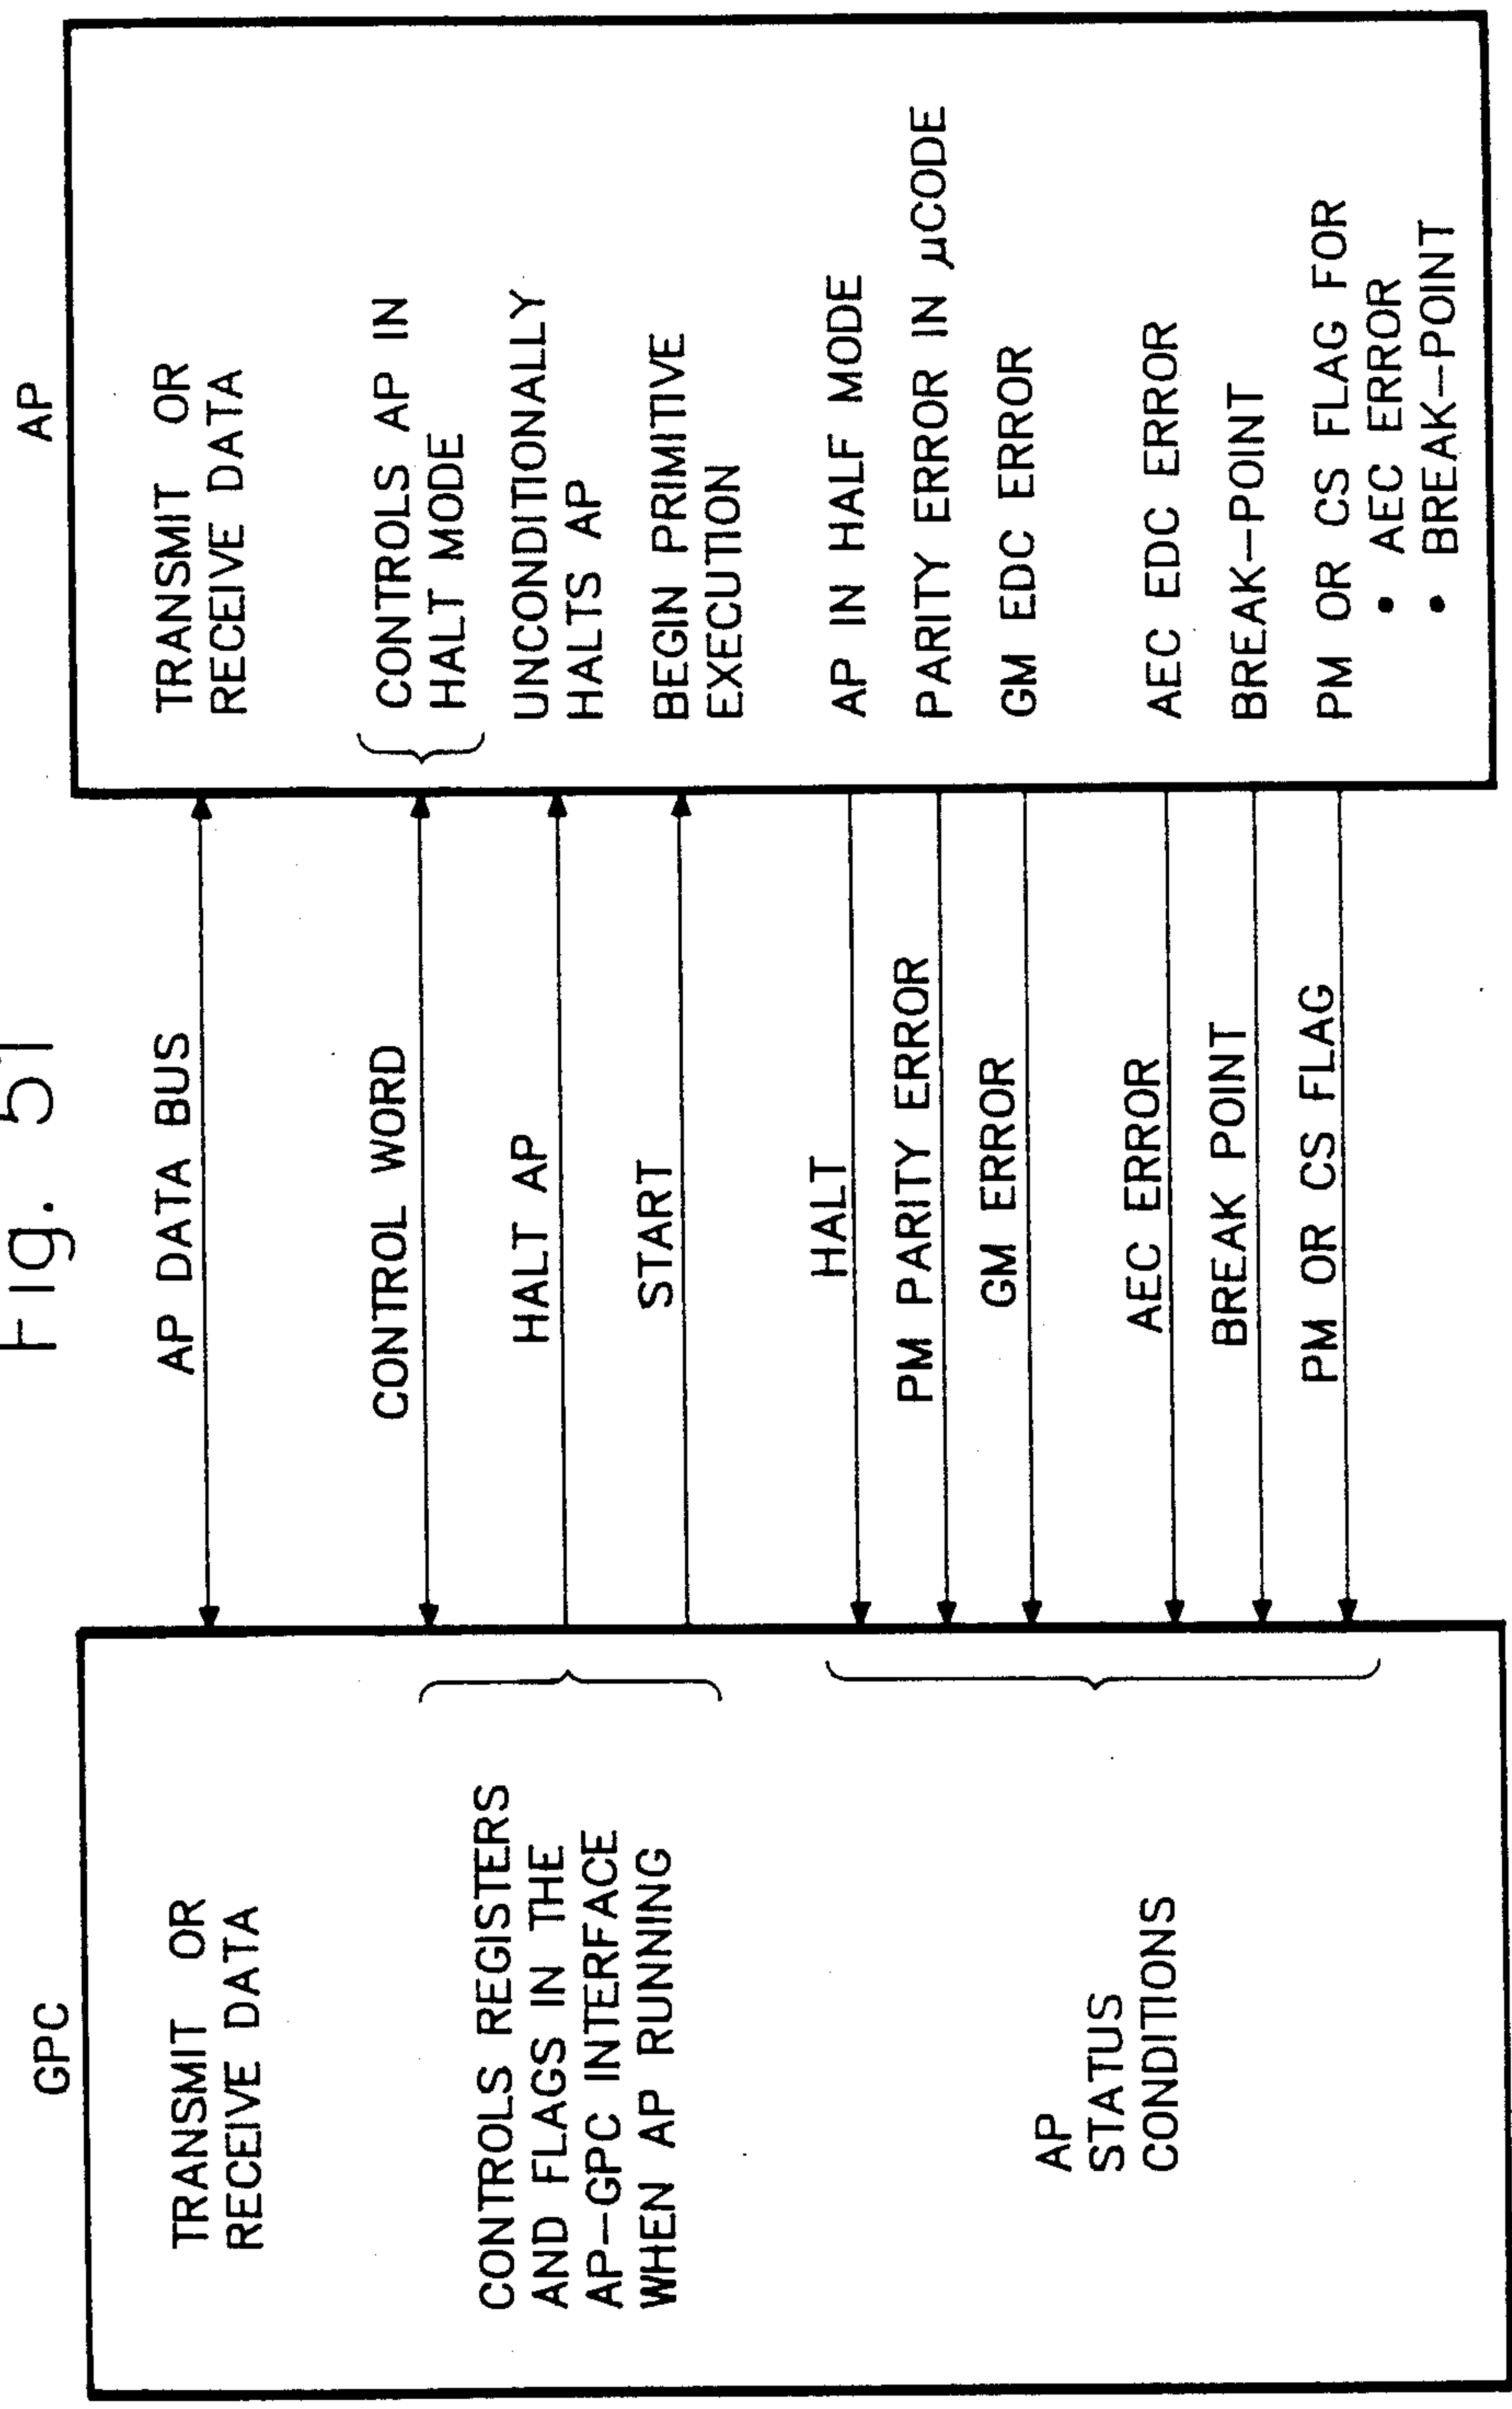 Fig. 51
GPC
TRANSMIT OR
RECEIVE DATA
CONTROLS REGISTERS
AND FLAGS IN THE
AP-GPC INTERFACE
WHEN AP RUNNING
AP
STATUS
CONDITIONS
AP DATA BUS
CONTROL WORD
HALT AP
START
HALT
PM PARITY ERROR
GM ERROR
AEC ERROR
BREAK POINT
PM OR CS FLAG
AP
TRANSMIT OR
RECEIVE DATA
CONTROLS AP IN
HALT MODE
UNCONDITIONALLY
HALTS AP
BEGIN PRIMITIVE
EXECUTION
AP IN HALF MODE
PARITY ERROR IN μCODE
GM EDC ERROR
AEC EDC ERROR
BREAK-POINT
PM OR CS FLAG FOR
• AEC ERROR
• BREAK-POINT